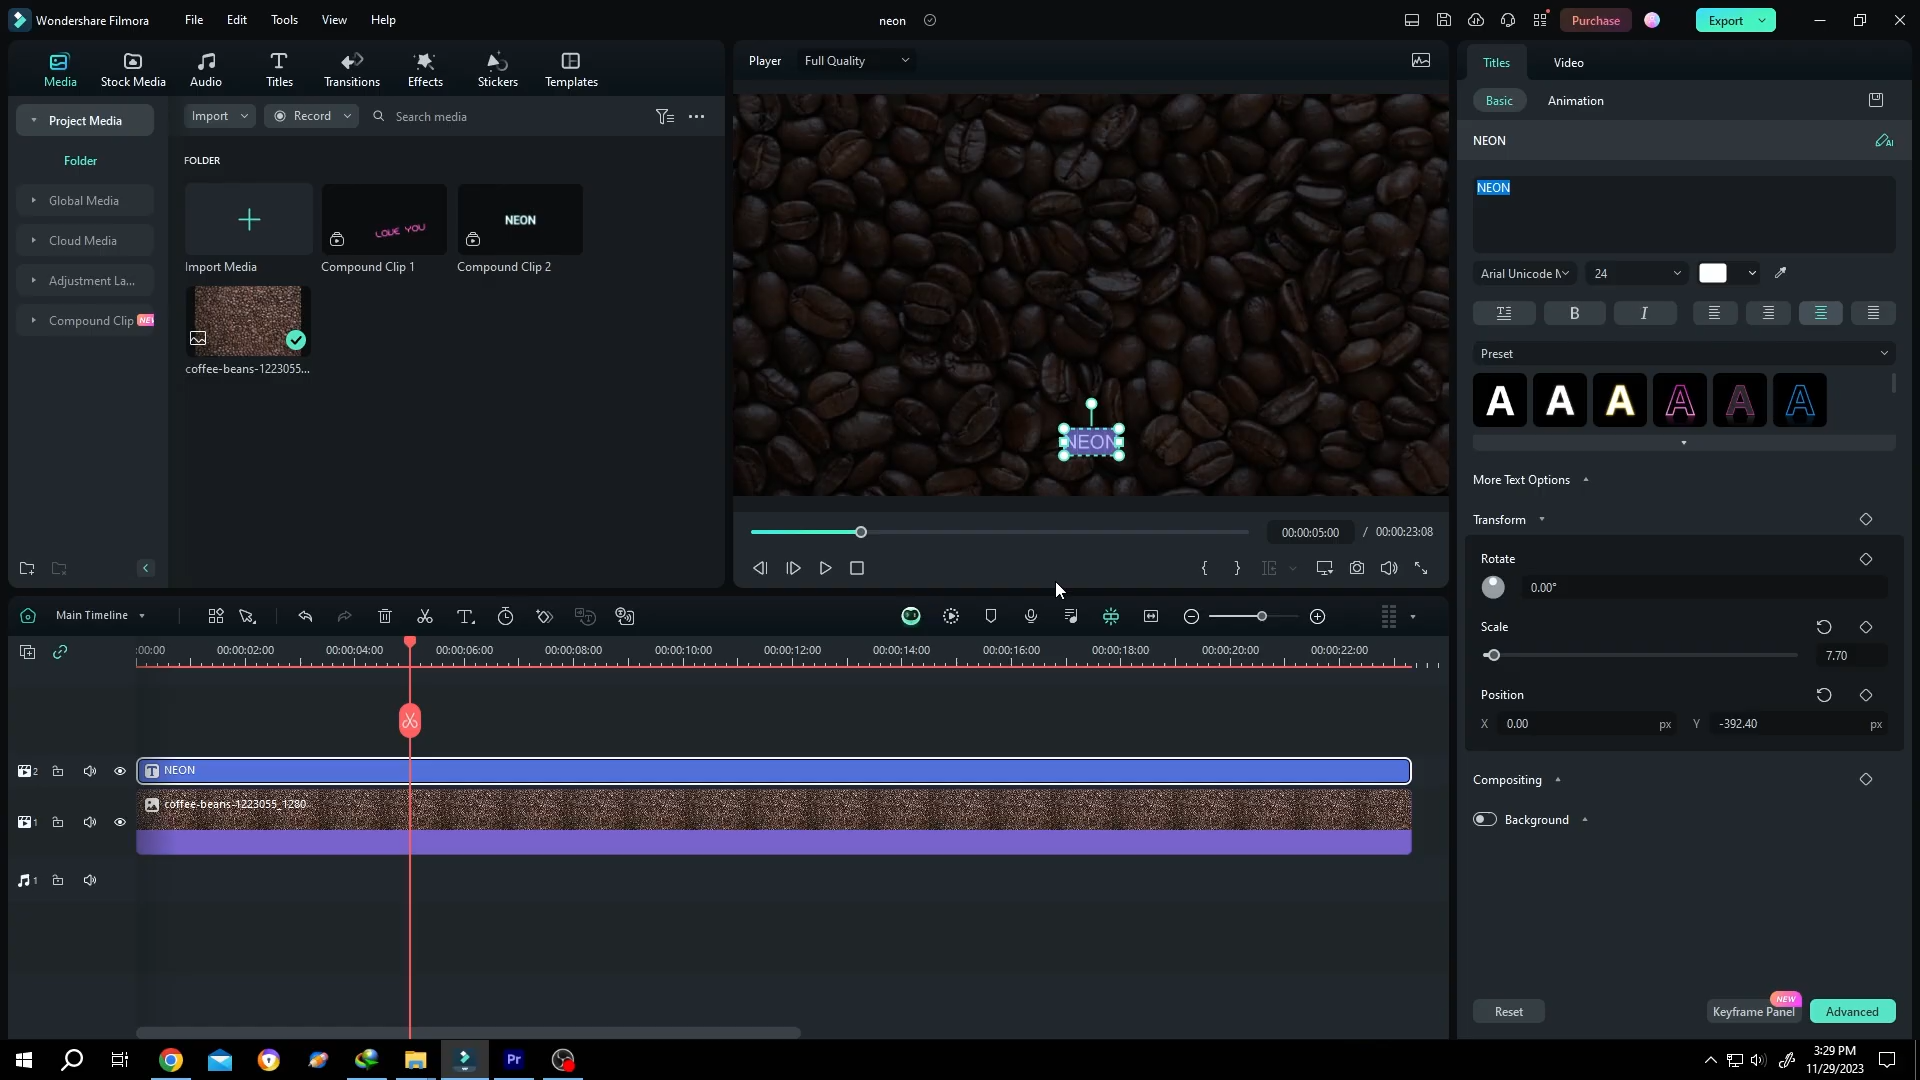 Wondershare Filmora
File
Edit
Tools
View
Help
neon
Purchase
Export
Media
Stock Media
Audio
Titles
Transitions
Effects
Stickers
Templates
Player
Full Quality
Titles
Video
Basic
Animation
Project Media
Folder
Global Media
Cloud Media
Adjustment La...
Compound Clip
Import
Record
Search media
FOLDER
Import Media
LOVE YOU
Compound Clip 1
NEON
Compound Clip 2
coffee-beans-1223055...
NEON
00:00:05:00 / 00:00:23:08
NEON
NEON
Arial Unicode M
24
Preset
A A A A A A
More Text Options
Transform
Rotate
0.00°
Scale
7.70
Position
X 0.00 px Y -392.40 px
Compositing
Background
Reset
Keyframe Panel
NEW
Advanced
Main Timeline
:00:00 00:00:02:00 00:00:04:00 00:00:06:00 00:00:08:00 00:00:10:00 00:00:12:00 00:00:14:00 00:00:16:00 00:00:18:00 00:00:20:00 00:00:22:00
2
NEON
1
coffee-beans-1223055_1280
1
Pr
3:29 PM
11/29/2023